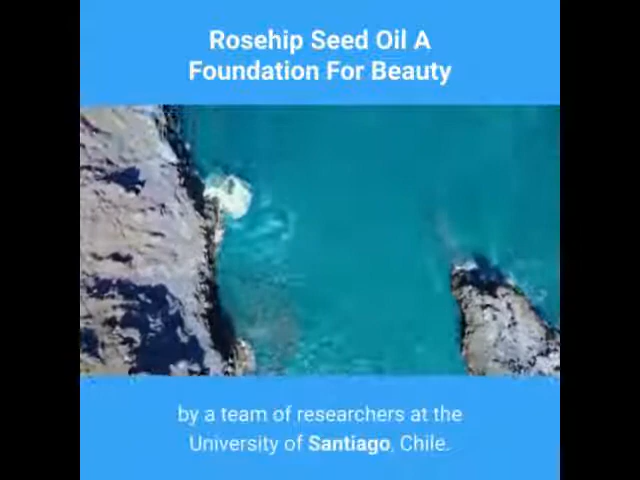 Rosehip Seed Oil A
Foundation For Beauty
by a team of researchers at the
University of Santiago, Chile.